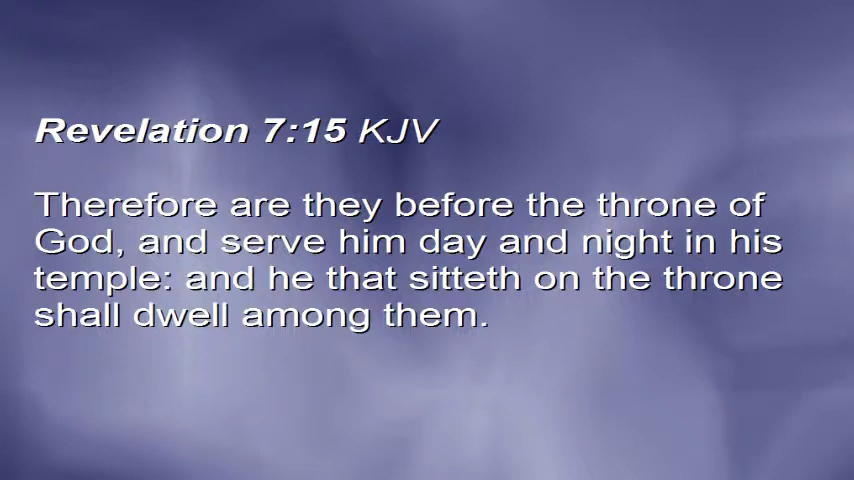 Revelation 7:15 KJV
Therefore are they before the throne of
God, and serve him day and night in his
temple: and he that sitteth on the throne
shall dwell among them.